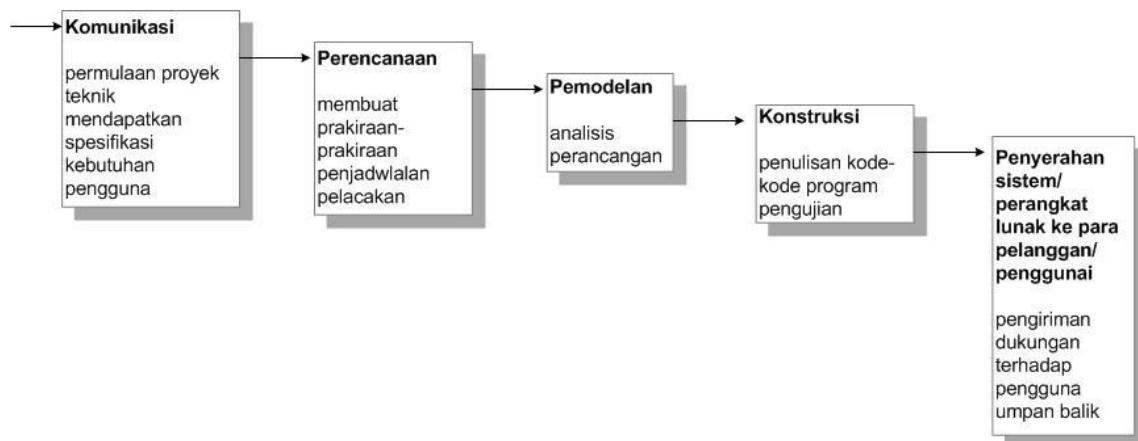 Komunikasi
permulaan proyek
teknik
mendapatkan
spesifikasi
kebutuhan
pengguna
Perencanaan
membuat
prakiraan-
prakiraan
penjadwlalan
pelacakan
Pemodelan
analisis
perancangan
Konstruksi
penulisan kode-
kode program
pengujian
Penyerahan
sistem/
perangkat
lunak ke para
pelanggan/
penggunai
pengiriman
dukungan
terhadap
pengguna
umpan balik